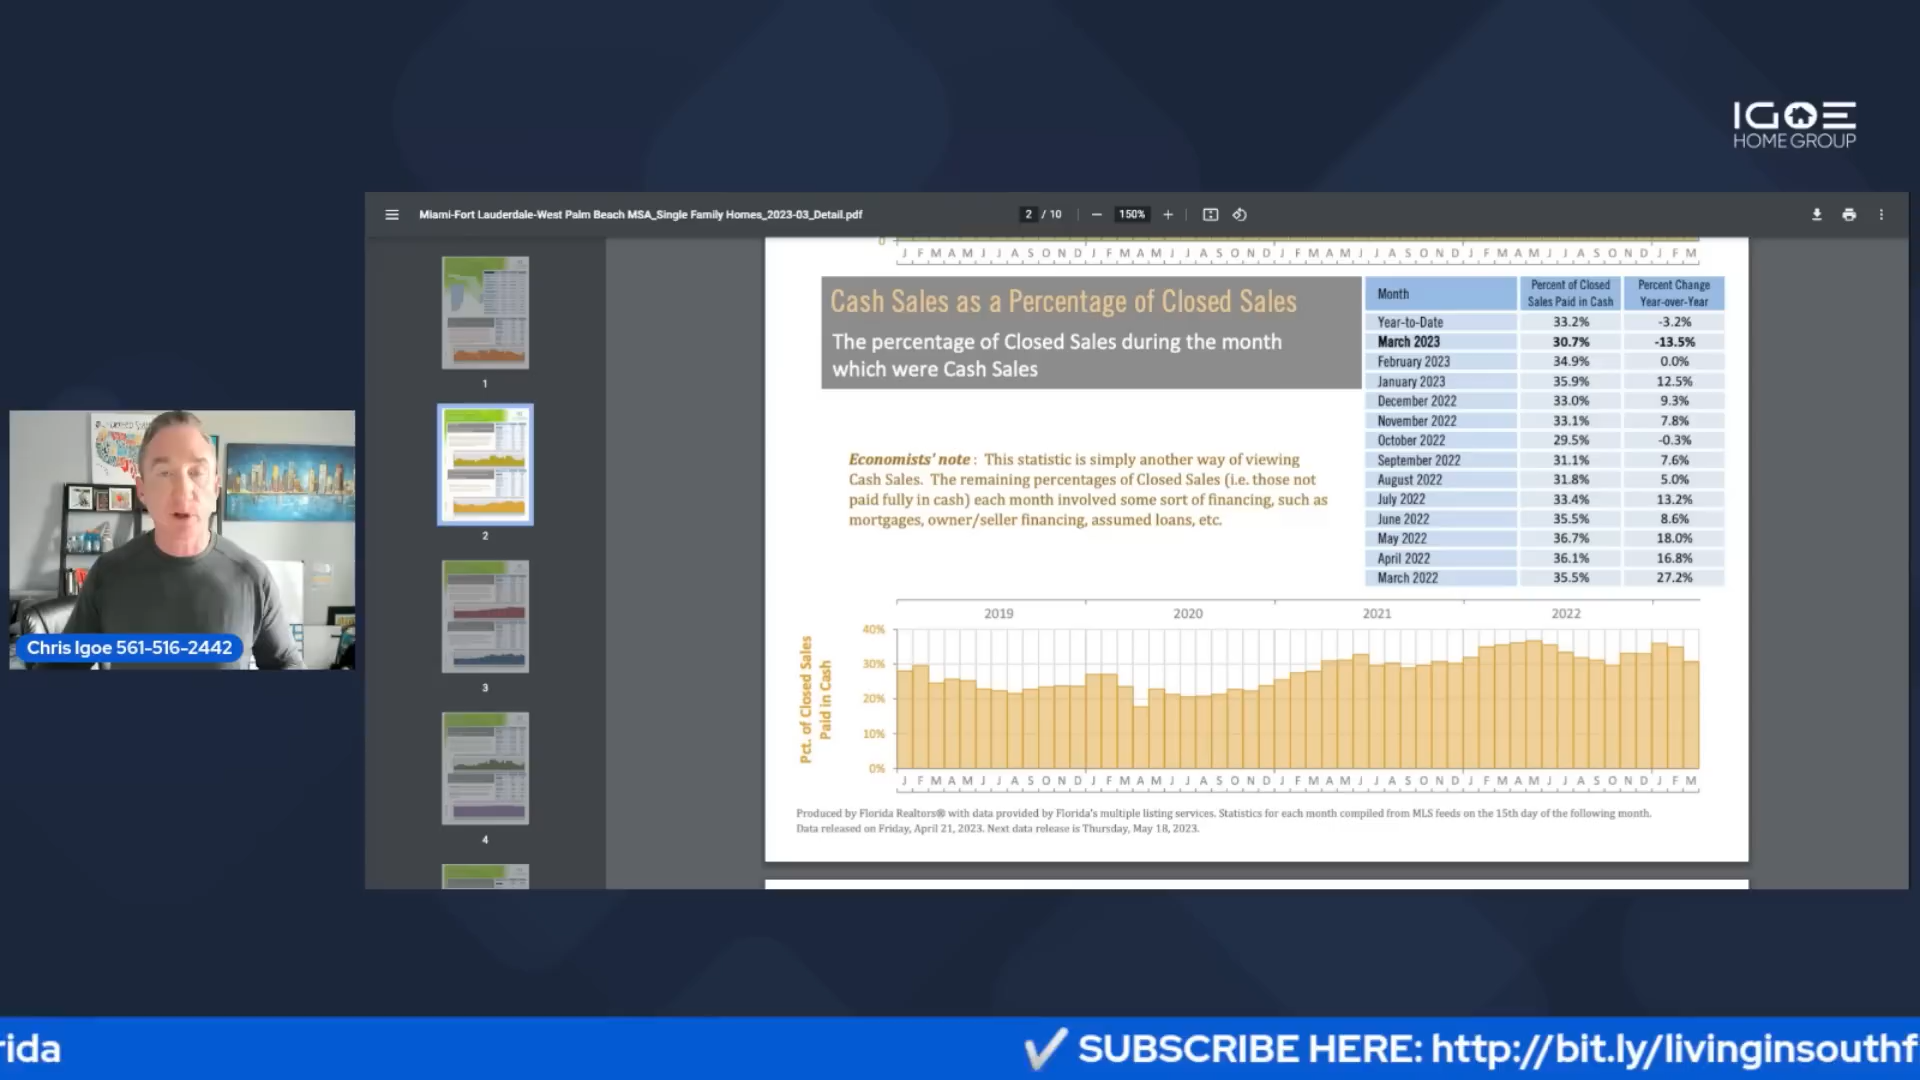 IGOE
HOME GROUP
Miami-Fort Lauderdale-West Palm Beach MSA_Single Family Homes_2023-03_Detail.pdf
2 / 10
150%
1
2
3
4
0
J F M A M J J A S O N D J F M A M J J A S O N D J F M A M J J A S O N D J F M A M J J A S O N D J F M
Cash Sales as a Percentage of Closed Sales
The percentage of Closed Sales during the month
which were Cash Sales
Month Percent of Closed Sales Paid in Cash Percent Change Year-over-Year
Year-to-Date 33.2% -3.2%
March 2023 30.7% -13.5%
February 2023 34.9% 0.0%
January 2023 35.9% 12.5%
December 2022 33.0% 9.3%
November 2022 33.1% 7.8%
October 2022 29.5% -0.3%
September 2022 31.1% 7.6%
August 2022 31.8% 5.0%
July 2022 33.4% 13.2%
June 2022 35.5% 8.6%
May 2022 36.7% 18.0%
April 2022 36.1% 16.8%
March 2022 35.5% 27.2%
Economists' note : This statistic is simply another way of viewing
Cash Sales. The remaining percentages of Closed Sales (i.e. those not
paid fully in cash) each month involved some sort of financing, such as
mortgages, owner/seller financing, assumed loans, etc.
2019 2020 2021 2022
Pct. of Closed Sales
Paid in Cash
40%
30%
20%
10%
0%
J F M A M J J A S O N D J F M A M J J A S O N D J F M A M J J A S O N D J F M A M J J A S O N D J F M
Produced by Florida Realtors® with data provided by Florida's multiple listing services. Statistics for each month compiled from MLS feeds on the 15th day of the following month.
Data released on Friday, April 21, 2023. Next data release is Thursday, May 18, 2023.
Chris Igoe 561-516-2442
rida
SUBSCRIBE HERE: http://bit.ly/livinginsouthf